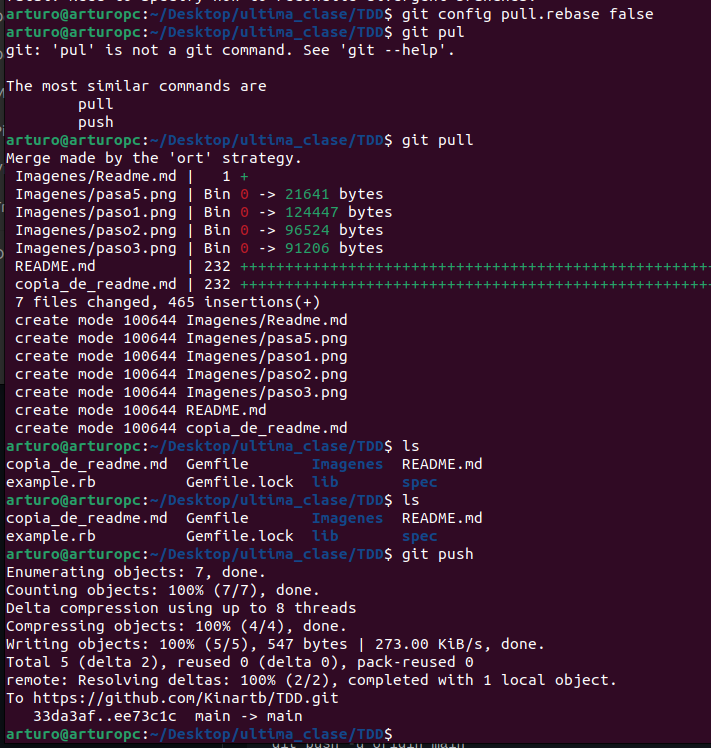 arturo@arturopc:~/Desktop/ultima_clase/TDD$ git config pull.rebase false
arturo@arturopc:~/Desktop/ultima_clase/TDD$ git pul
git: 'pul' is not a git command. See 'git --help'.
The most similar commands are
pull
push
arturo@arturopc:~/Desktop/ultima_clase/TDD$ git pull
Merge made by the 'ort' strategy.
Imagenes/Readme.md |   1 +
Imagenes/pasa5.png | Bin 0 -> 21641 bytes
Imagenes/paso1.png | Bin 0 -> 124447 bytes
Imagenes/paso2.png | Bin 0 -> 96524 bytes
Imagenes/paso3.png | Bin 0 -> 91206 bytes
README.md          | 232 ++++++++++++++++++++++++++++++++++++++++++++++++++++
copia_de_readme.md | 232 ++++++++++++++++++++++++++++++++++++++++++++++++++++
7 files changed, 465 insertions(+)
create mode 100644 Imagenes/Readme.md
create mode 100644 Imagenes/pasa5.png
create mode 100644 Imagenes/paso1.png
create mode 100644 Imagenes/paso2.png
create mode 100644 Imagenes/paso3.png
create mode 100644 README.md
create mode 100644 copia_de_readme.md
arturo@arturopc:~/Desktop/ultima_clase/TDD$ ls
copia_de_readme.md  Gemfile       Imagenes  README.md
example.rb          Gemfile.lock  lib       spec
arturo@arturopc:~/Desktop/ultima_clase/TDD$ ls
copia_de_readme.md  Gemfile       Imagenes  README.md
example.rb          Gemfile.lock  lib       spec
arturo@arturopc:~/Desktop/ultima_clase/TDD$ git push
Enumerating objects: 7, done.
Counting objects: 100% (7/7), done.
Delta compression using up to 8 threads
Compressing objects: 100% (4/4), done.
Writing objects: 100% (5/5), 547 bytes | 273.00 KiB/s, done.
Total 5 (delta 2), reused 0 (delta 0), pack-reused 0
remote: Resolving deltas: 100% (2/2), completed with 1 local object.
To https://github.com/Kinartb/TDD.git
33da3af..ee73c1c  main -> main
arturo@arturopc:~/Desktop/ultima_clase/TDD$